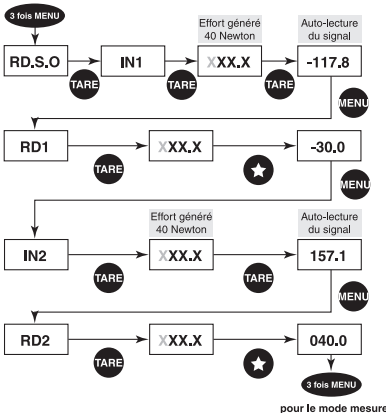 3 fois MENU
Effort généré
40 Newton
Auto-lecture
du signal
RD.S.O
IN1
XXX.X
-117.8
TARE
TARE
TARE
MENU
RD1
XXX.X
-30.0
TARE
MENU
Effort généré
40 Newton
Auto-lecture
du signal
IN2
XXX.X
157.1
TARE
TARE
MENU
RD2
XXX.X
040.0
TARE
3 fois MENU
pour le mode mesure